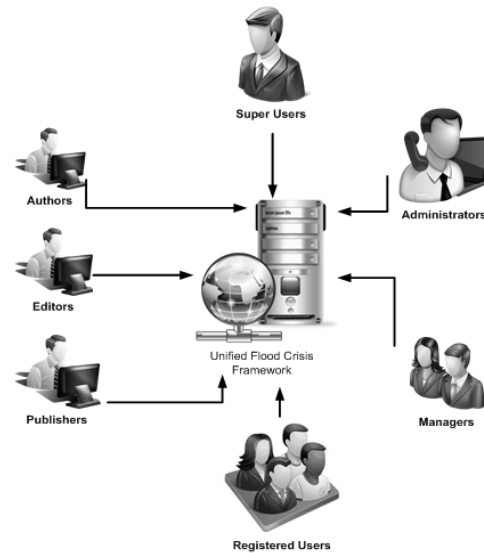 Super Users
Authors
Administrators
Editors
Unified Flood Crisis
Framework
Publishers
Managers
Registered Users